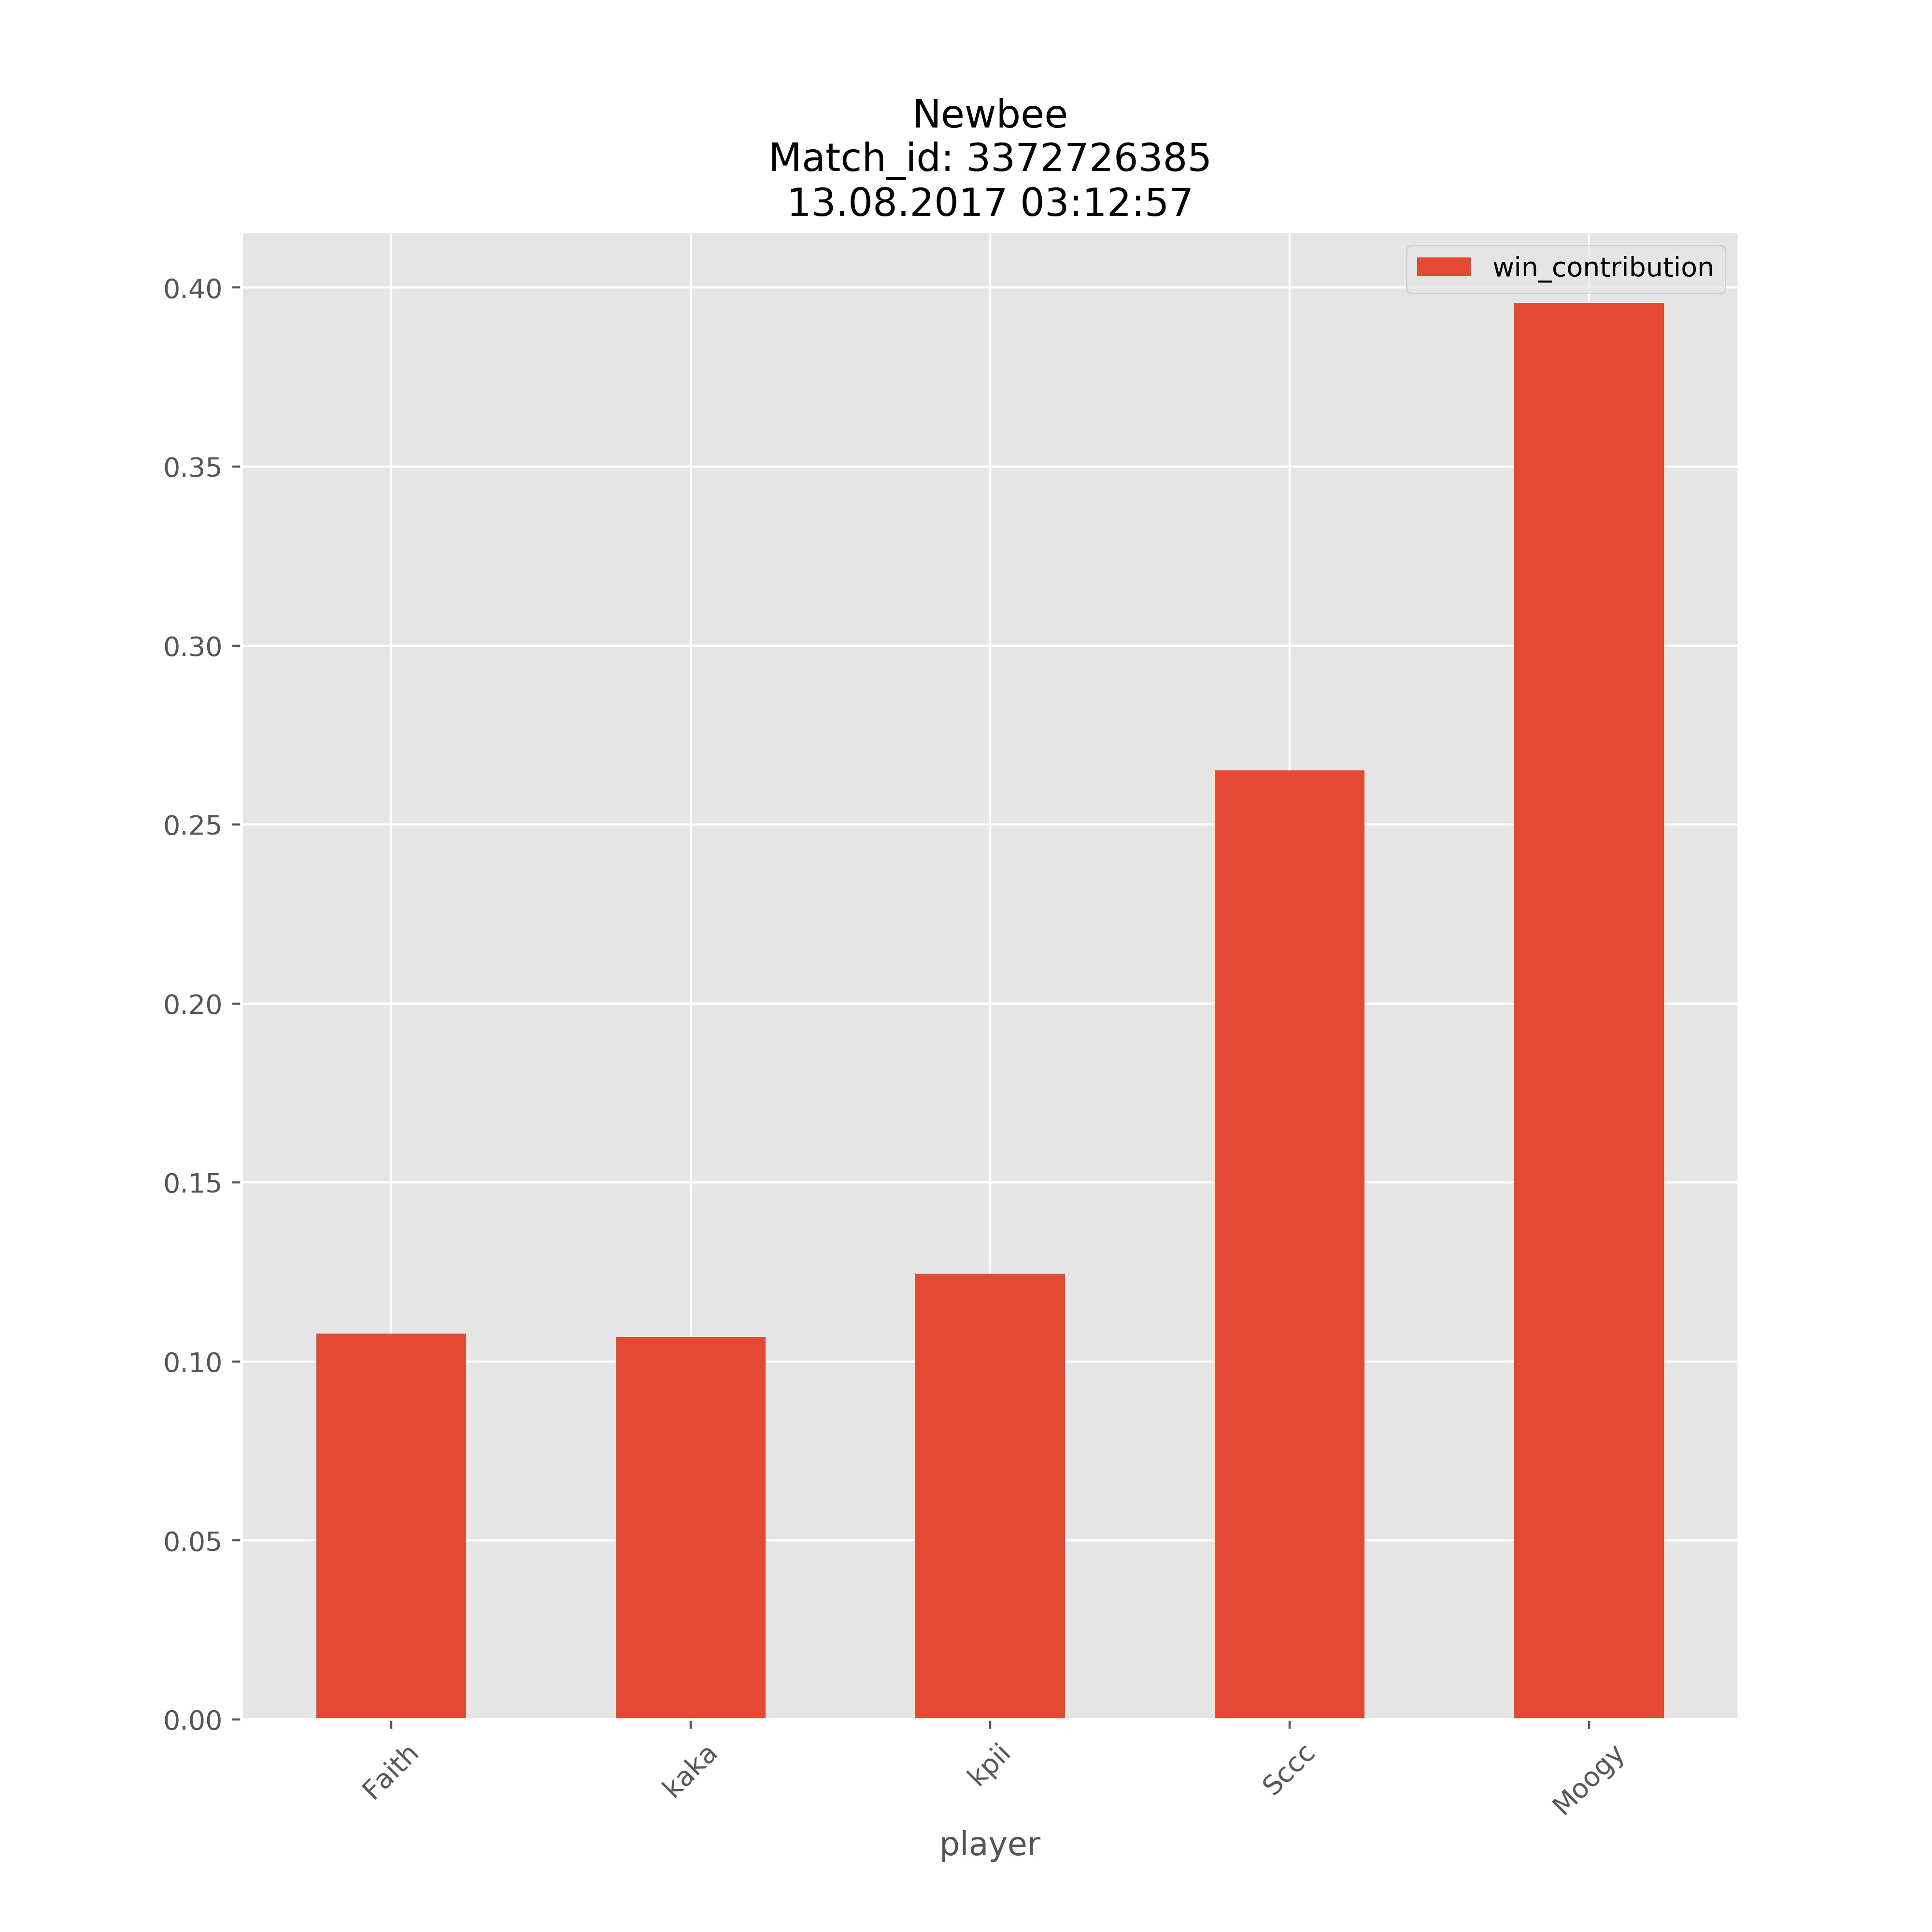 Newbee
Match_id: 3372726385
13.08.2017 03:12:57
win_contribution
0.40
0.35
0.30
0.25
0.20
0.15
0.10
0.05
0.00
Faith
kaka
kpii
Sccc
Moogy
player